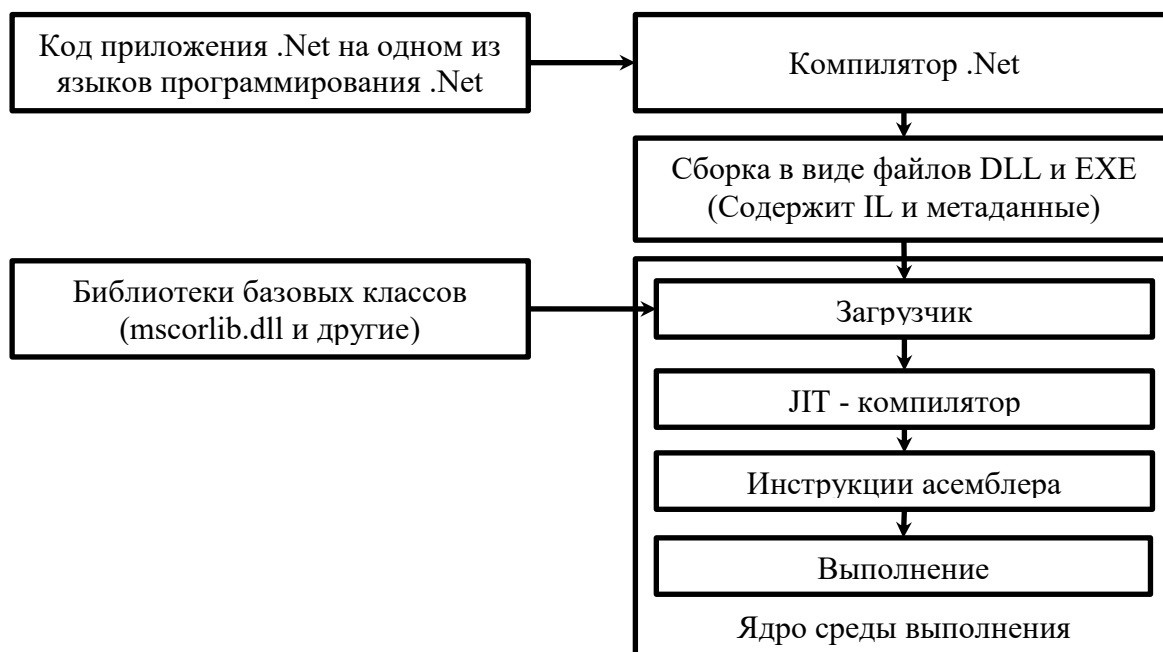 Код приложения .Net на одном из
языков программирования .Net
Компилятор .Net
Сборка в виде файлов DLL и EXE
(Содержит IL и метаданные)
Библиотеки базовых классов
(mscorlib.dll и другие)
Загрузчик
JIT - компилятор
Инструкции асемблера
Выполнение
Ядро среды выполнения